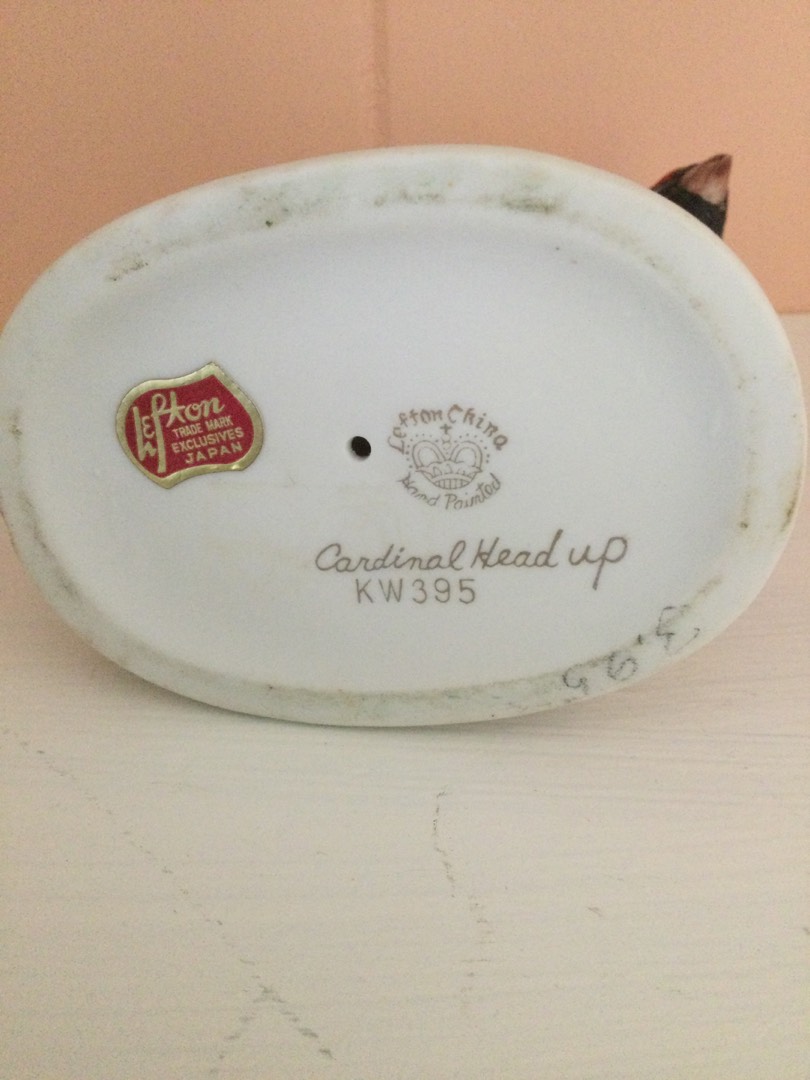 Lefton
TRADE MARK
EXCLUSIVES
JAPAN
Lefton China
Hand Painted
Cardinal Head up
KW395